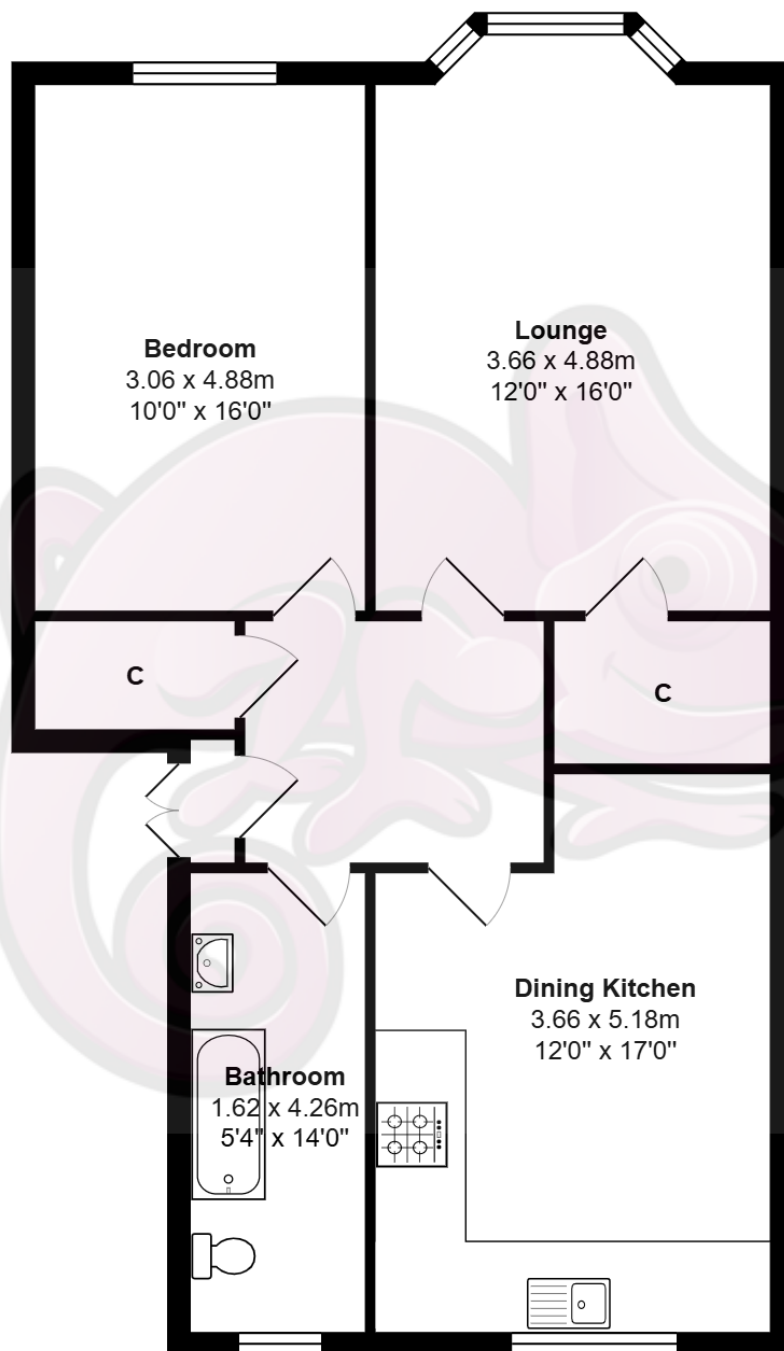 Bedroom
3.06 x 4.88m
10'0" x 16'0"
Lounge
3.66 x 4.88m
12'0" x 16'0"
C
C
Dining Kitchen
3.66 x 5.18m
12'0" x 17'0"
Bathroom
1.62 x 4.26m
5'4" x 14'0"